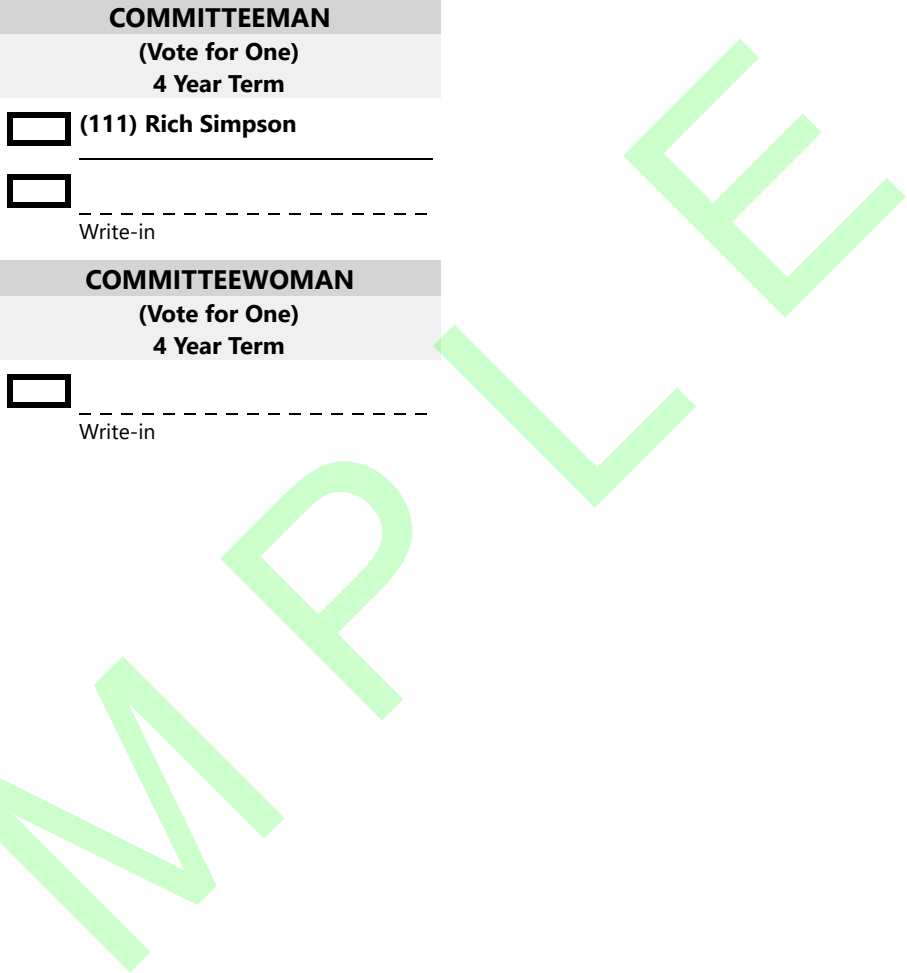 COMMITTEEMAN
(Vote for One)
4 Year Term
(111) Rich Simpson
Write-in
COMMITTEEWOMAN
(Vote for One)
4 Year Term
Write-in
MPLE